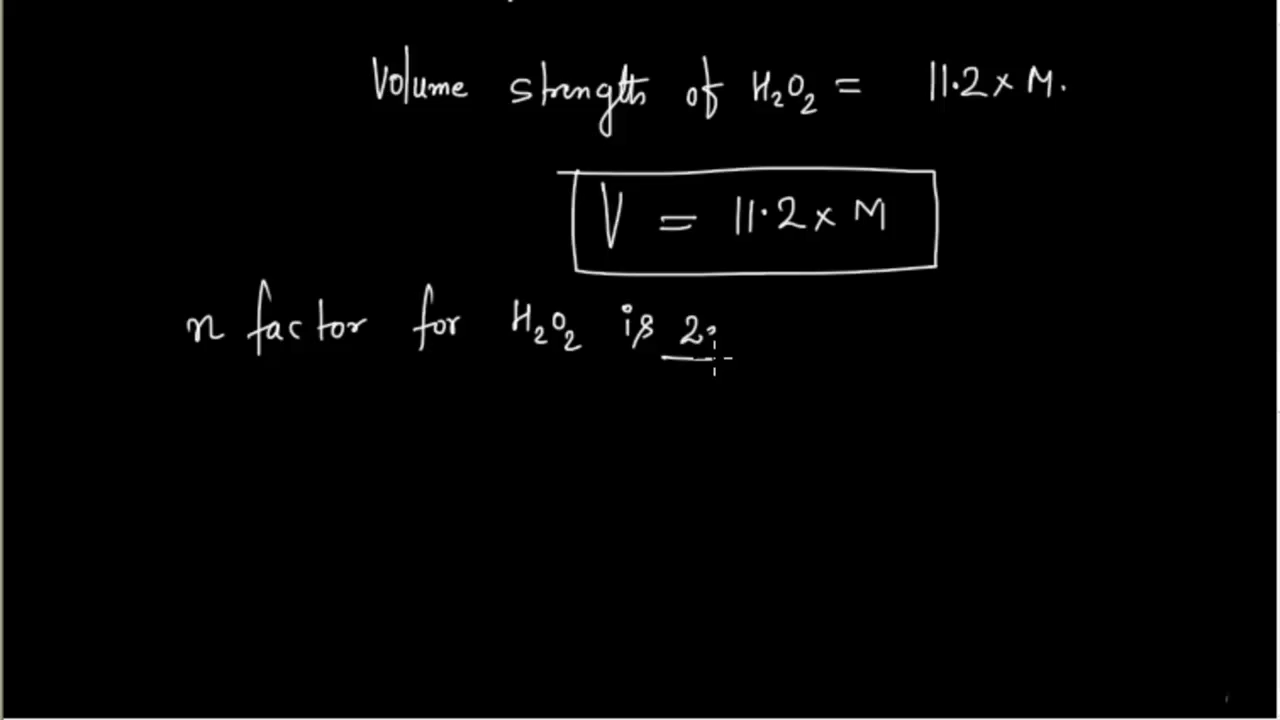 Volume strength of H₂O₂ = 11.2 x M.
V = 11.2 x M
n factor for H₂O₂ is 2.